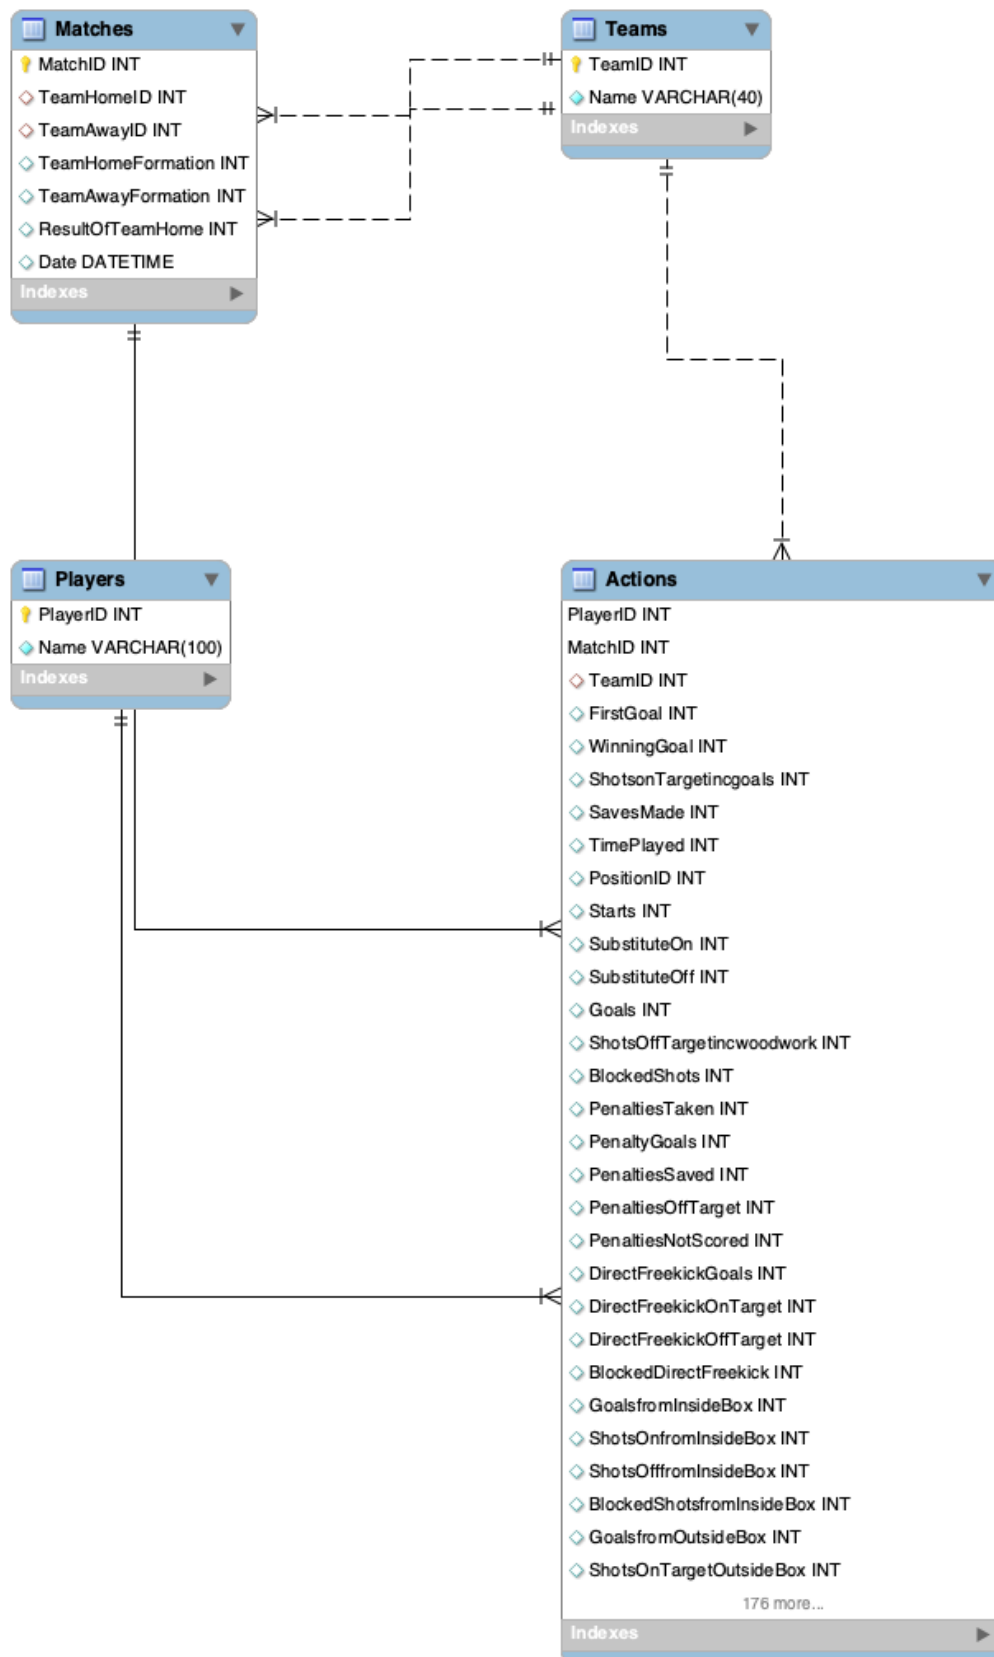 Matches
MatchID INT
TeamHomeID INT
TeamAwayID INT
TeamHomeFormation INT
TeamAwayFormation INT
ResultOfTeamHome INT
Date DATETIME
Indexes
Teams
TeamID INT
Name VARCHAR(40)
Indexes
Players
PlayerID INT
Name VARCHAR(100)
Indexes
Actions
PlayerID INT
MatchID INT
TeamID INT
FirstGoal INT
WinningGoal INT
ShotsonTargetincgoals INT
SavesMade INT
TimePlayed INT
PositionID INT
Starts INT
SubstituteOn INT
SubstituteOff INT
Goals INT
ShotsOffTargetincwoodwork INT
BlockedShots INT
PenaltiesTaken INT
PenaltyGoals INT
PenaltiesSaved INT
PenaltiesOffTarget INT
PenaltiesNotScored INT
DirectFreekickGoals INT
DirectFreekickOnTarget INT
DirectFreekickOffTarget INT
BlockedDirectFreekick INT
GoalsfromInsideBox INT
ShotsOnfromInsideBox INT
ShotsOfffromInsideBox INT
BlockedShotsfromInsideBox INT
GoalsfromOutsideBox INT
ShotsOnTargetOutsideBox INT
176 more...
Indexes